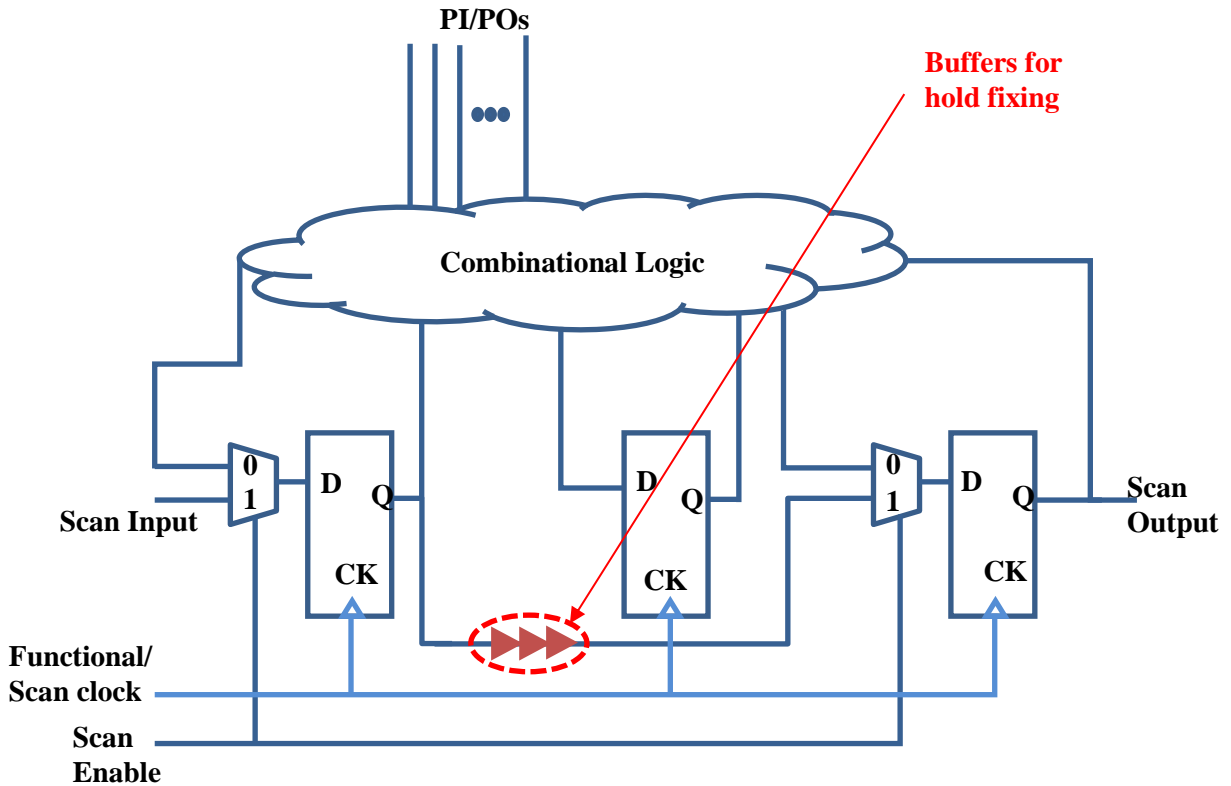 PI/POs
Buffers for
hold fixing
Combinational Logic
0
1
D
Q
CK
D
Q
CK
0
1
D
Q
CK
Scan Input
Scan
Output
Functional/
Scan clock
Scan
Enable